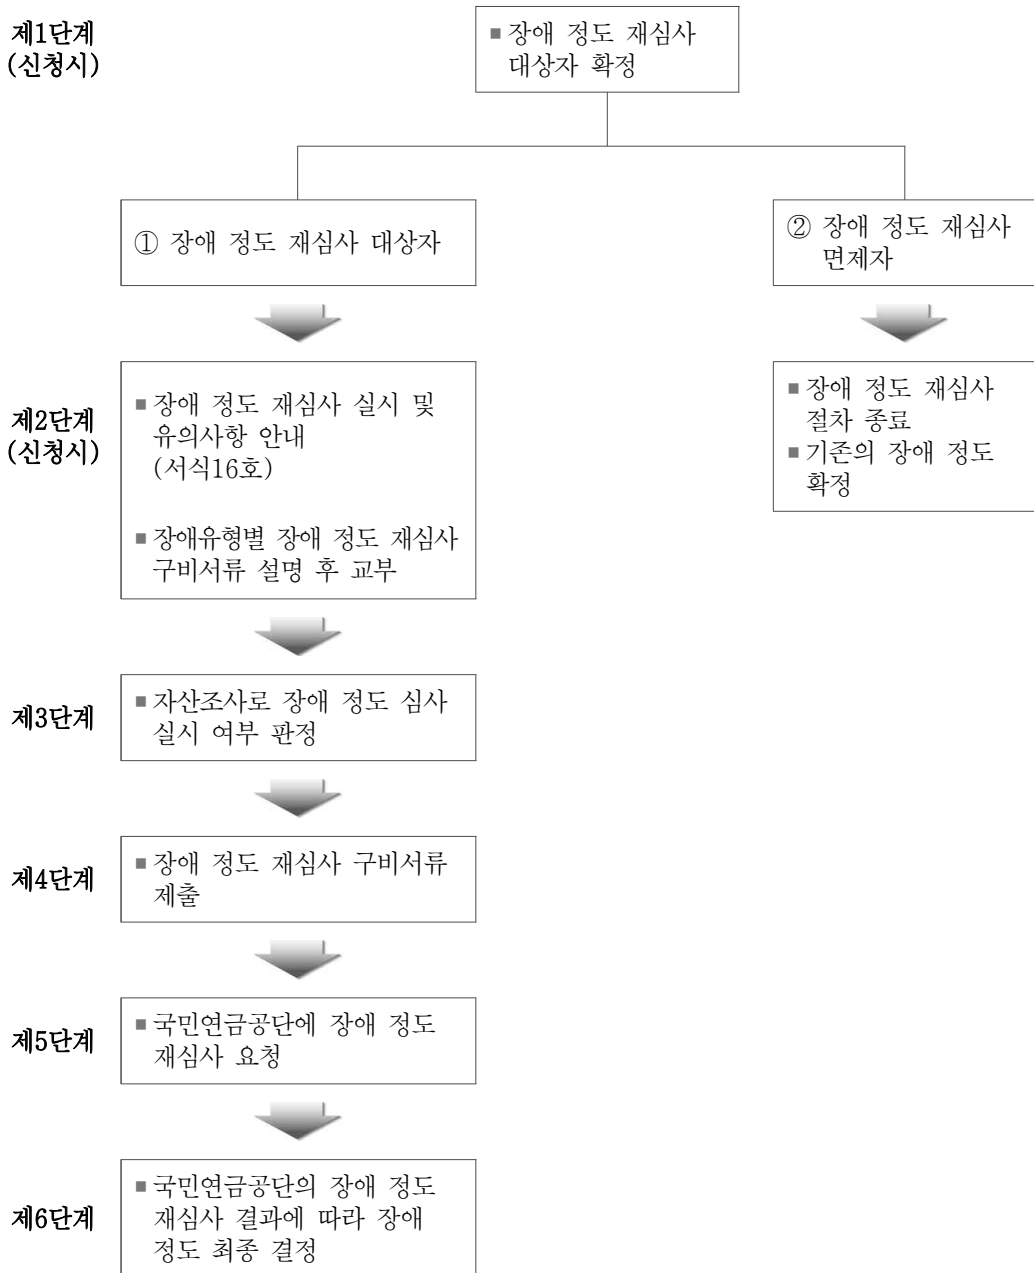 제1단계
(신청시)
■ 장애 정도 재심사
대상자 확정
① 장애 정도 재심사 대상자
② 장애 정도 재심사
면제자
제2단계
(신청시)
■ 장애 정도 재심사 실시 및
유의사항 안내
(서식16호)
■ 장애유형별 장애 정도 재심사
구비서류 설명 후 교부
■ 장애 정도 재심사
절차 종료
■ 기존의 장애 정도
확정
제3단계
■ 자산조사로 장애 정도 심사
실시 여부 판정
제4단계
■ 장애 정도 재심사 구비서류
제출
제5단계
■ 국민연금공단에 장애 정도
재심사 요청
제6단계
■ 국민연금공단의 장애 정도
재심사 결과에 따라 장애
정도 최종 결정